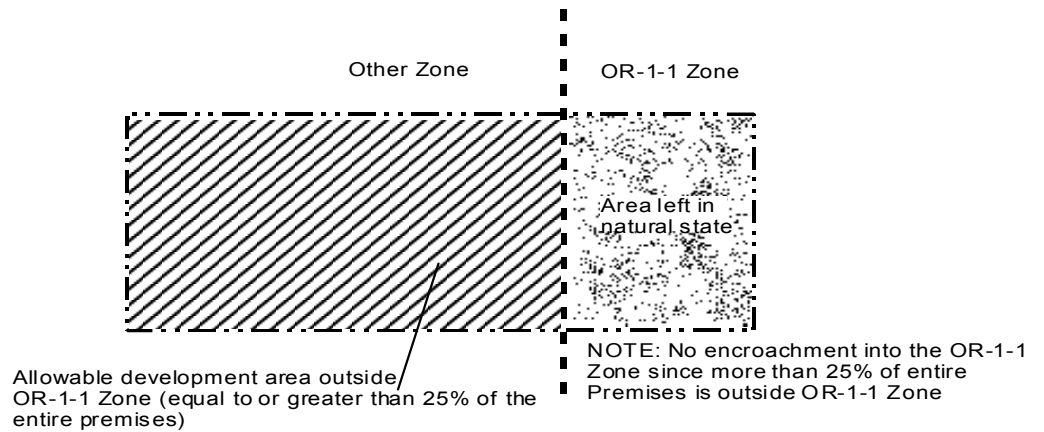 Other Zone
OR-1-1 Zone
Area left in
natural state
Allowable development area outside
OR-1-1 Zone (equal to or greater than 25% of the
entire premises)
NOTE: No encroachment into the OR-1-1
Zone since more than 25% of entire
Premises is outside OR-1-1 Zone